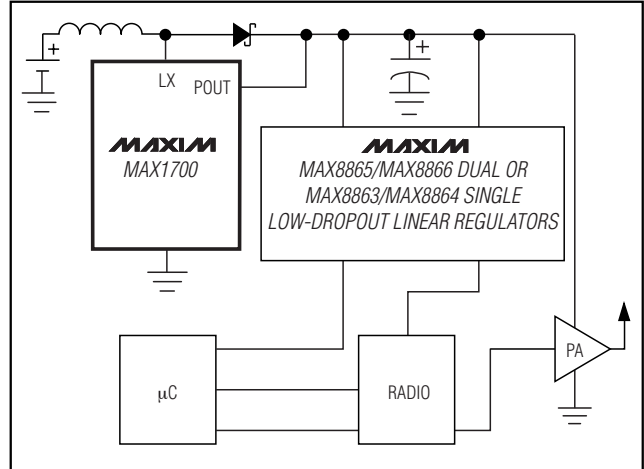 +
+
LX
POUT
MAXIM
MAX1700
MAXIM
MAX8865/MAX8866 DUAL OR
MAX8863/MAX8864 SINGLE
LOW-DROPOUT LINEAR REGULATORS
µC
RADIO
PA